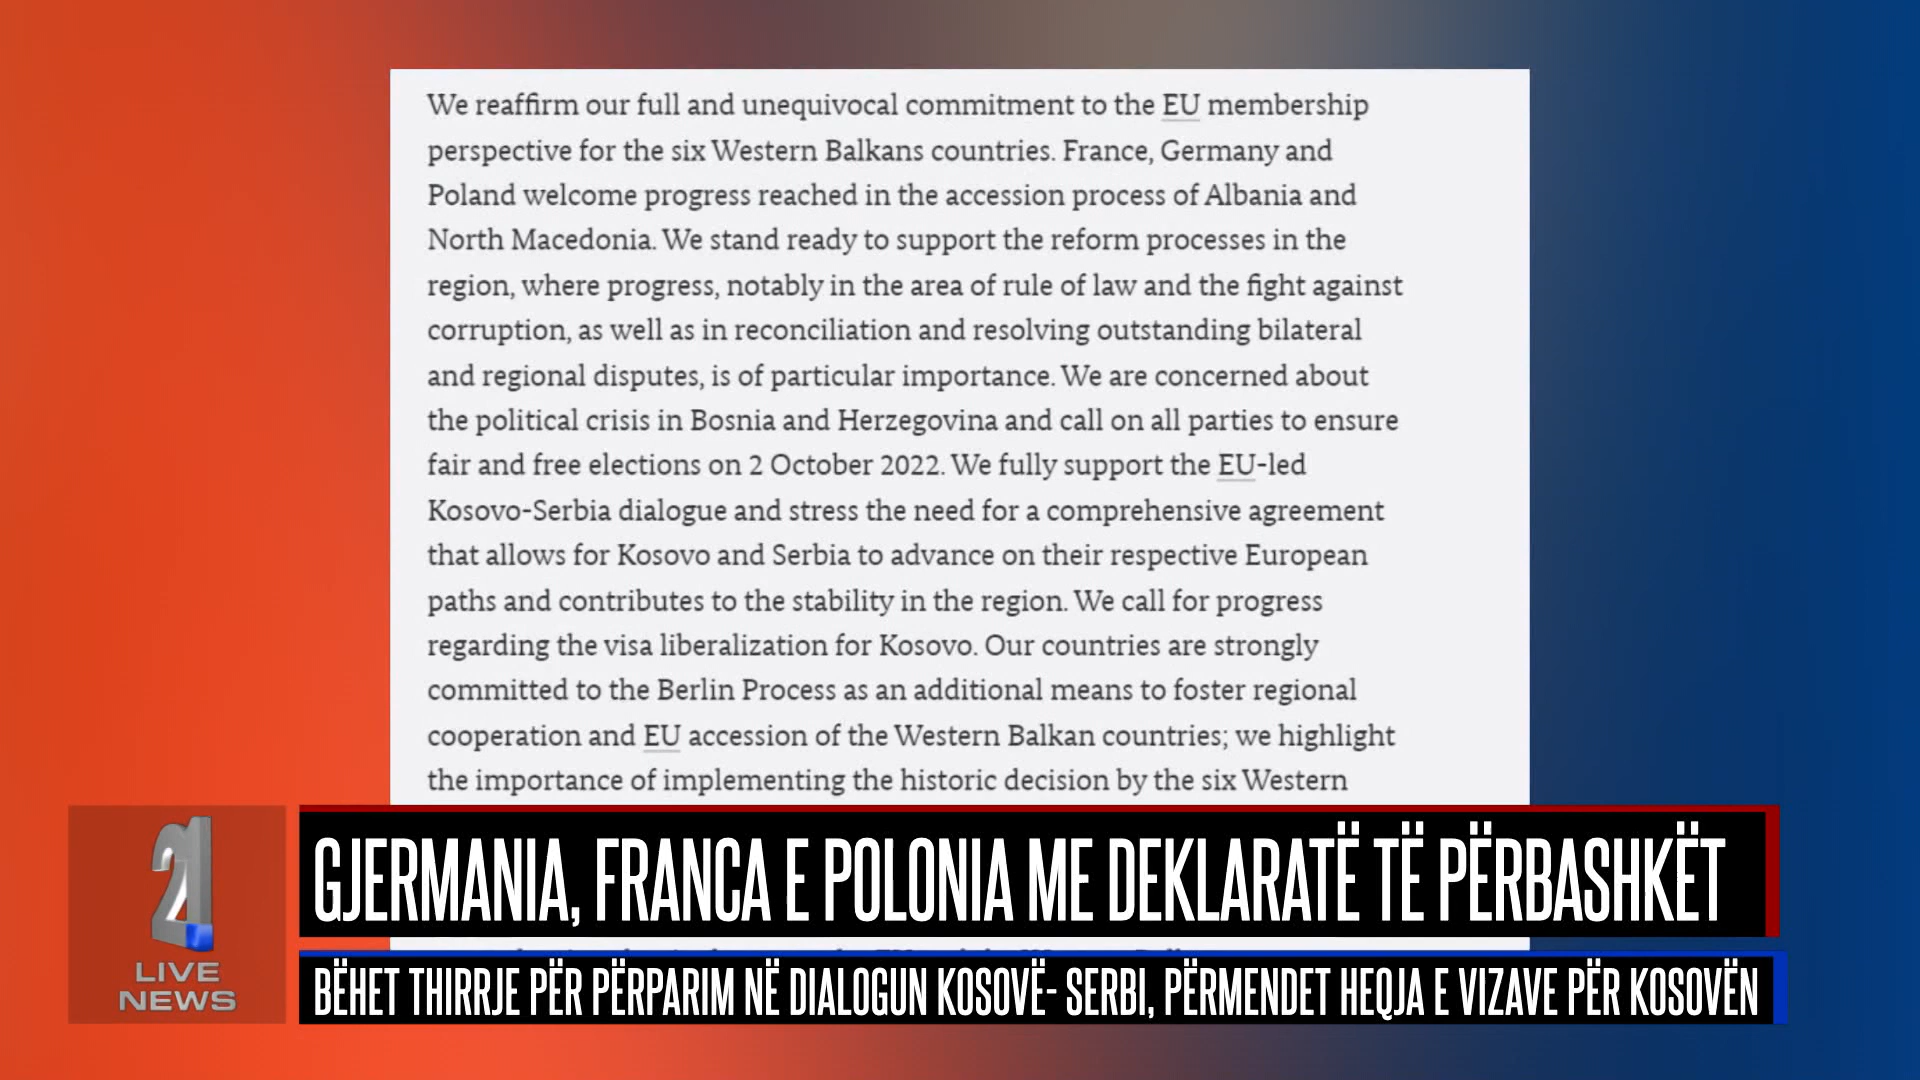 We reaffirm our full and unequivocal commitment to the EU membership
perspective for the six Western Balkans countries. France, Germany and
Poland welcome progress reached in the accession process of Albania and
North Macedonia. We stand ready to support the reform processes in the
region, where progress, notably in the area of rule of law and the fight against
corruption, as well as in reconciliation and resolving outstanding bilateral
and regional disputes, is of particular importance. We are concerned about
the political crisis in Bosnia and Herzegovina and call on all parties to ensure
fair and free elections on 2 October 2022. We fully support the EU-led
Kosovo-Serbia dialogue and stress the need for a comprehensive agreement
that allows for Kosovo and Serbia to advance on their respective European
paths and contributes to the stability in the region. We call for progress
regarding the visa liberalization for Kosovo. Our countries are strongly
committed to the Berlin Process as an additional means to foster regional
cooperation and EU accession of the Western Balkan countries; we highlight
the importance of implementing the historic decision by the six Western
21
LIVE
NEWS
GJERMANIA, FRANCA E POLONIA ME DEKLARATË TË PËRBASHKËT
BËHET THIRRJE PËR PËRPARIM NË DIALOGUN KOSOVË- SERBI, PËRMENDET HEQJA E VIZAVE PËR KOSOVËN